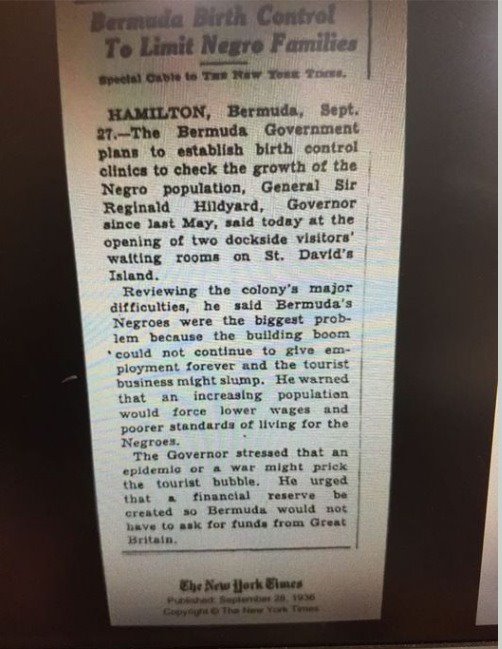 Bermuda Birth Control
To Limit Negro Families
Special Cable to THE NEW YORK TIMES.
HAMILTON, Bermuda, Sept.
27.—The Bermuda Government
plans to establish birth control
clinics to check the growth of the
Negro population, General Sir
Reginald Hildyard, Governor
since last May, said today at the
opening of two dockside visitors'
waiting rooms on St. David's
Island.
Reviewing the colony's major
difficulties, he said Bermuda's
Negroes were the biggest prob-
lem because the building boom
could not continue to give em-
ployment forever and the tourist
business might slump. He warned
that an increasing population
would force lower wages and
poorer standards of living for the
Negroes.
The Governor stressed that an
epidemic or a war might prick
the tourist bubble. He urged
that a financial reserve be
created so Bermuda would not
have to ask for funds from Great
Britain.
The New York Times
Published: September 28, 1936
Copyright © The New York Times